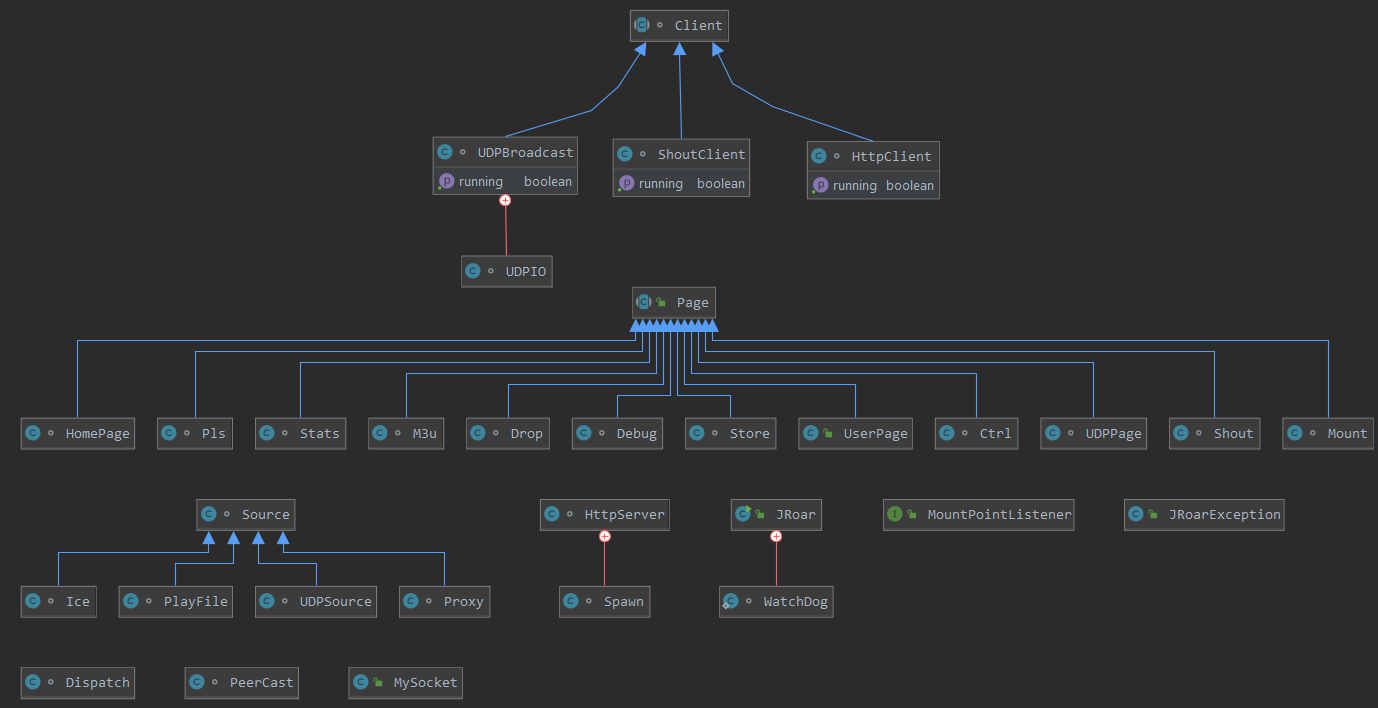 Client
UDPBroadcast
running boolean
ShoutClient
running boolean
HttpClient
running boolean
UDPIO
Page
HomePage
Pls
Stats
M3u
Drop
Debug
Store
UserPage
Ctrl
UDPPage
Shout
Mount
Source
HttpServer
JRoar
MountPointListener
JRoarException
Ice
PlayFile
UDPSource
Proxy
Spawn
WatchDog
Dispatch
PeerCast
MySocket